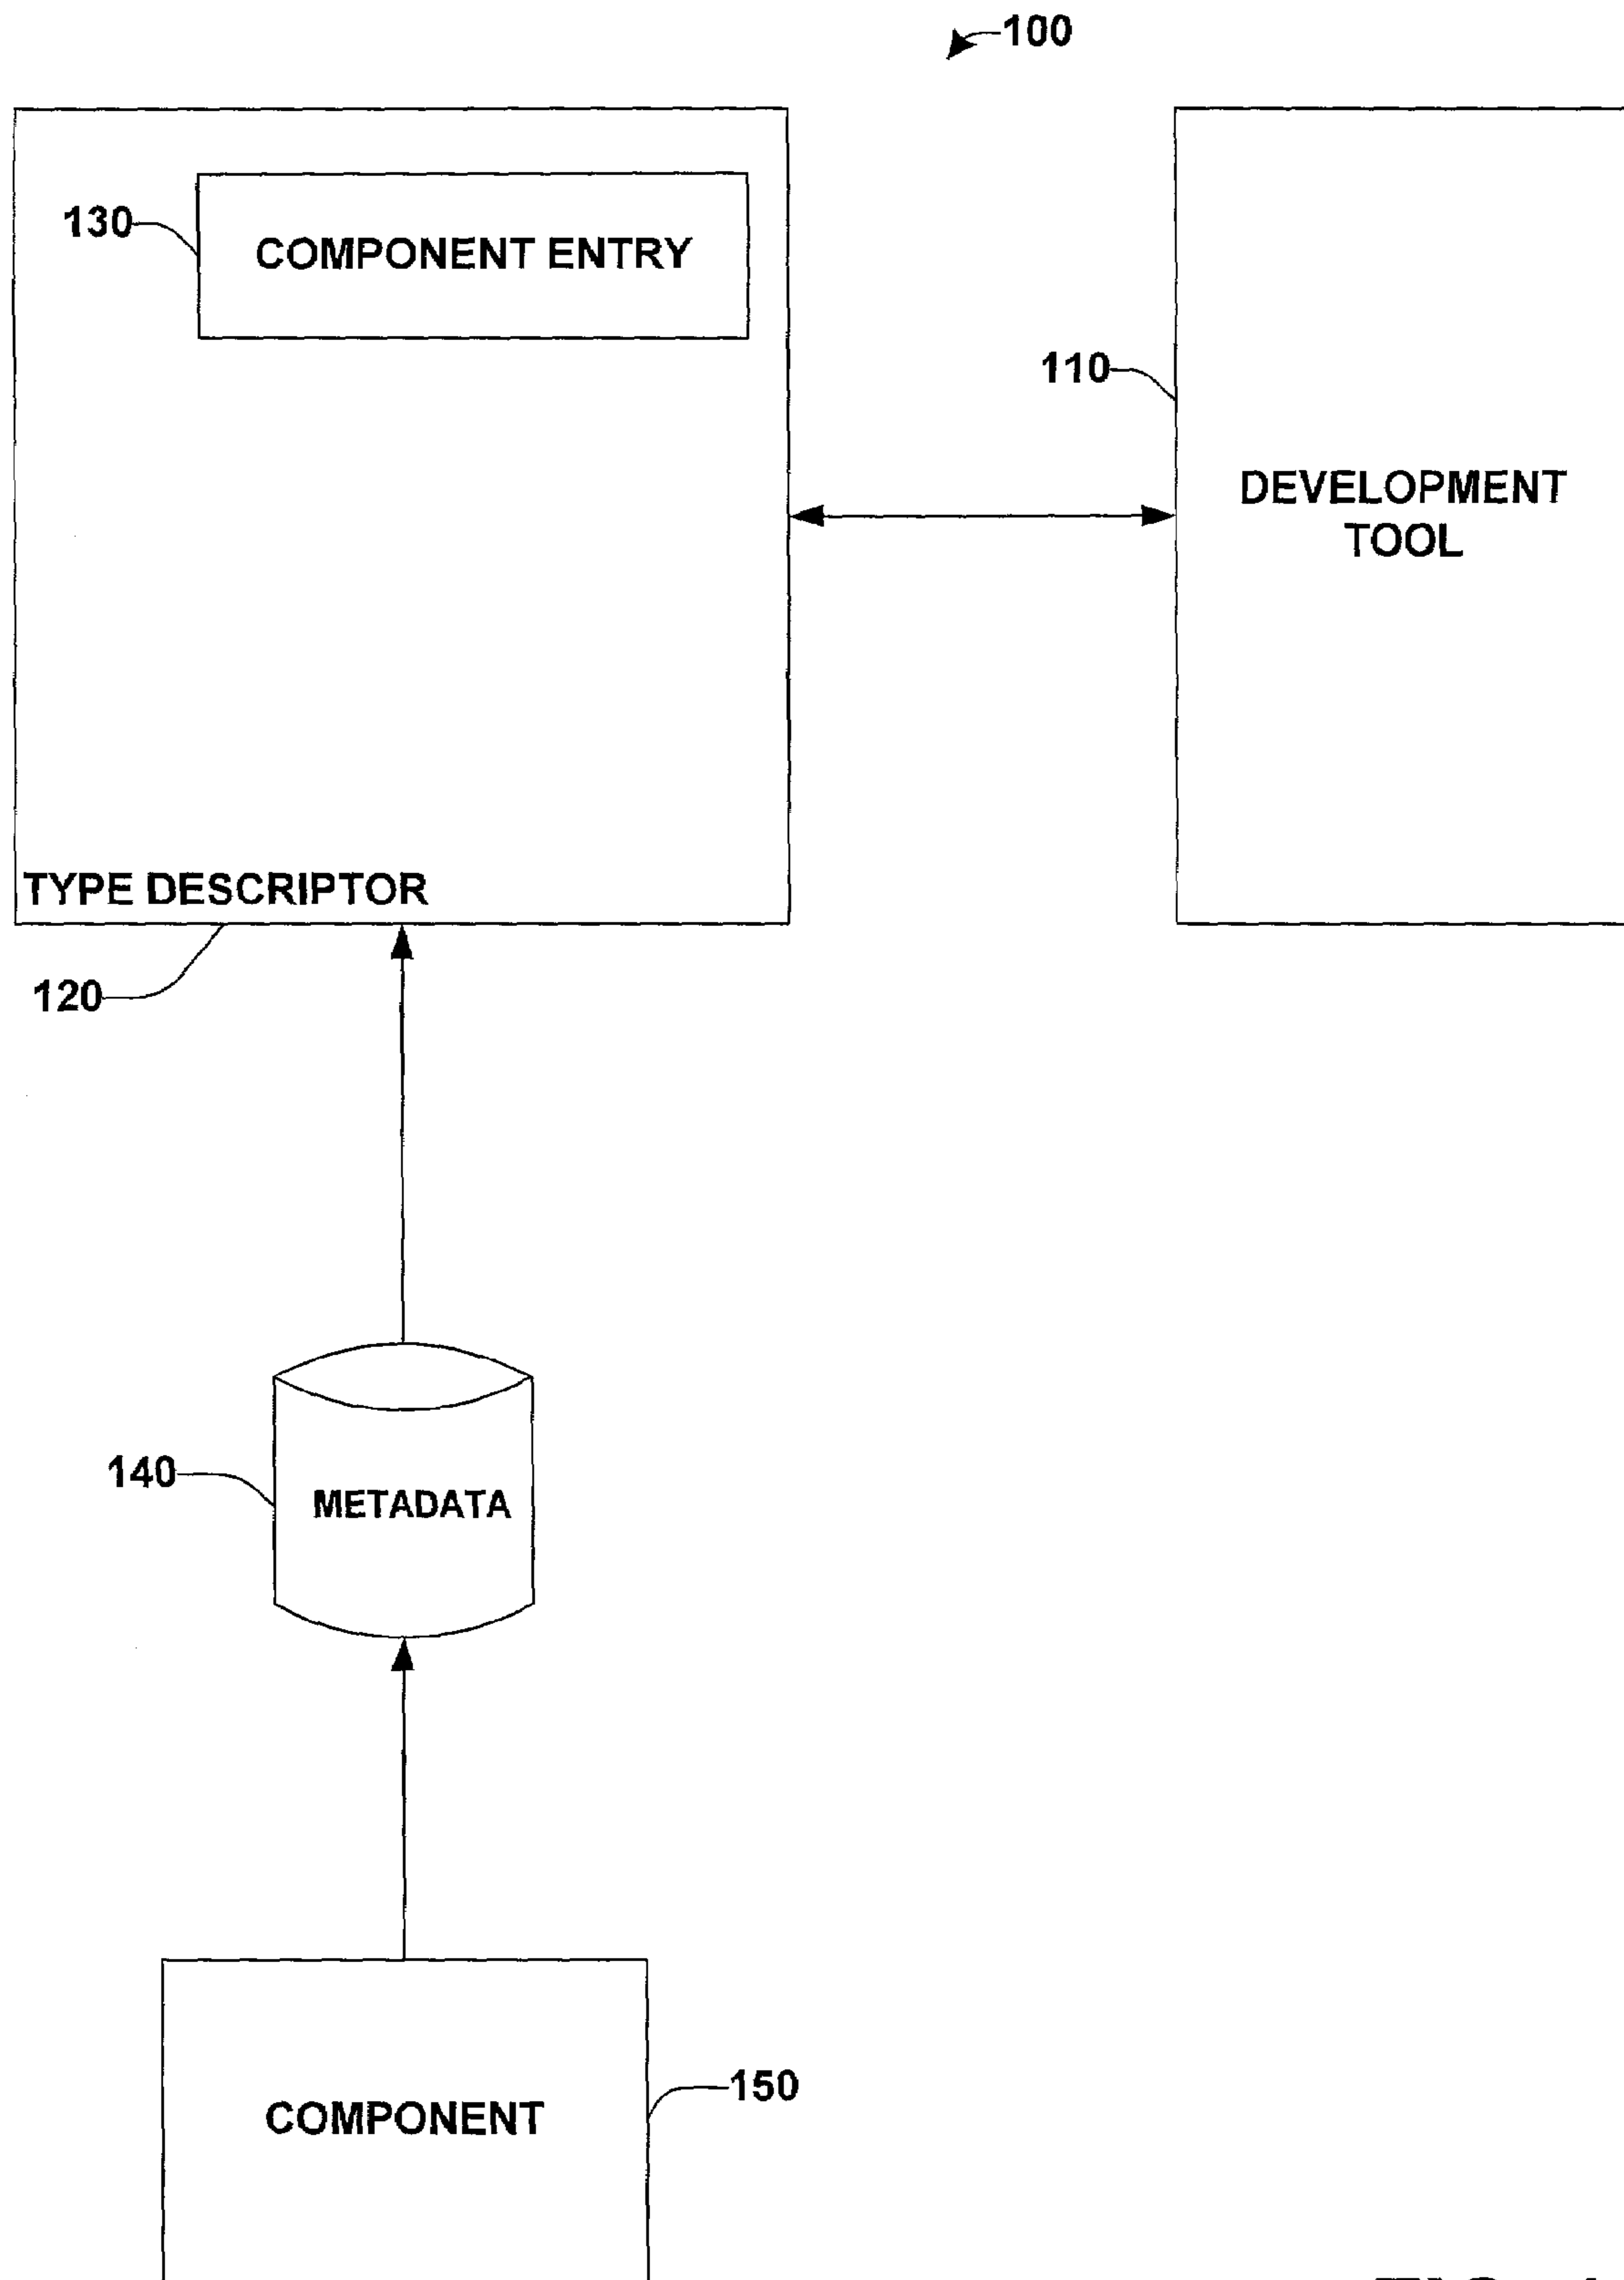 100
130
COMPONENT ENTRY
110
DEVELOPMENT
TOOL
TYPE DESCRIPTOR
120
140
METADATA
150
COMPONENT